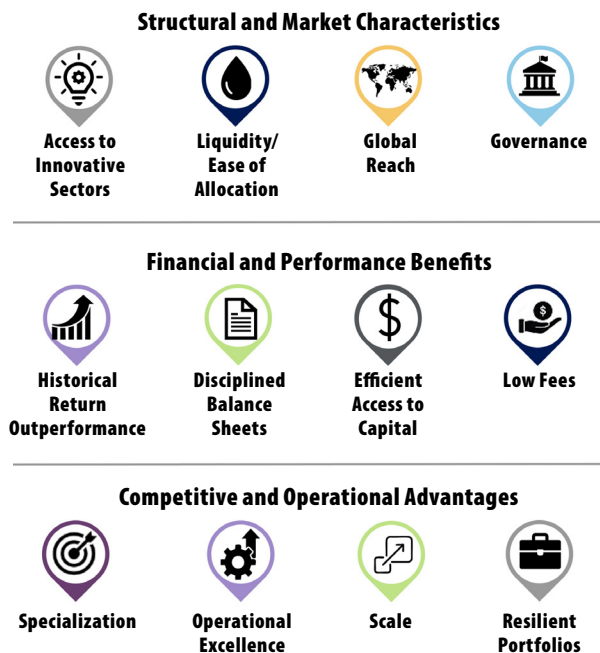 Structural and Market Characteristics
Access to
Innovative
Sectors
Liquidity/
Ease of
Allocation
Global
Reach
Governance
Financial and Performance Benefits
Historical
Return
Outperformance
Disciplined
Balance
Sheets
$
Efficient
Access to
Capital
$
Low Fees
Competitive and Operational Advantages
Specialization
Operational
Excellence
Scale
Resilient
Portfolios